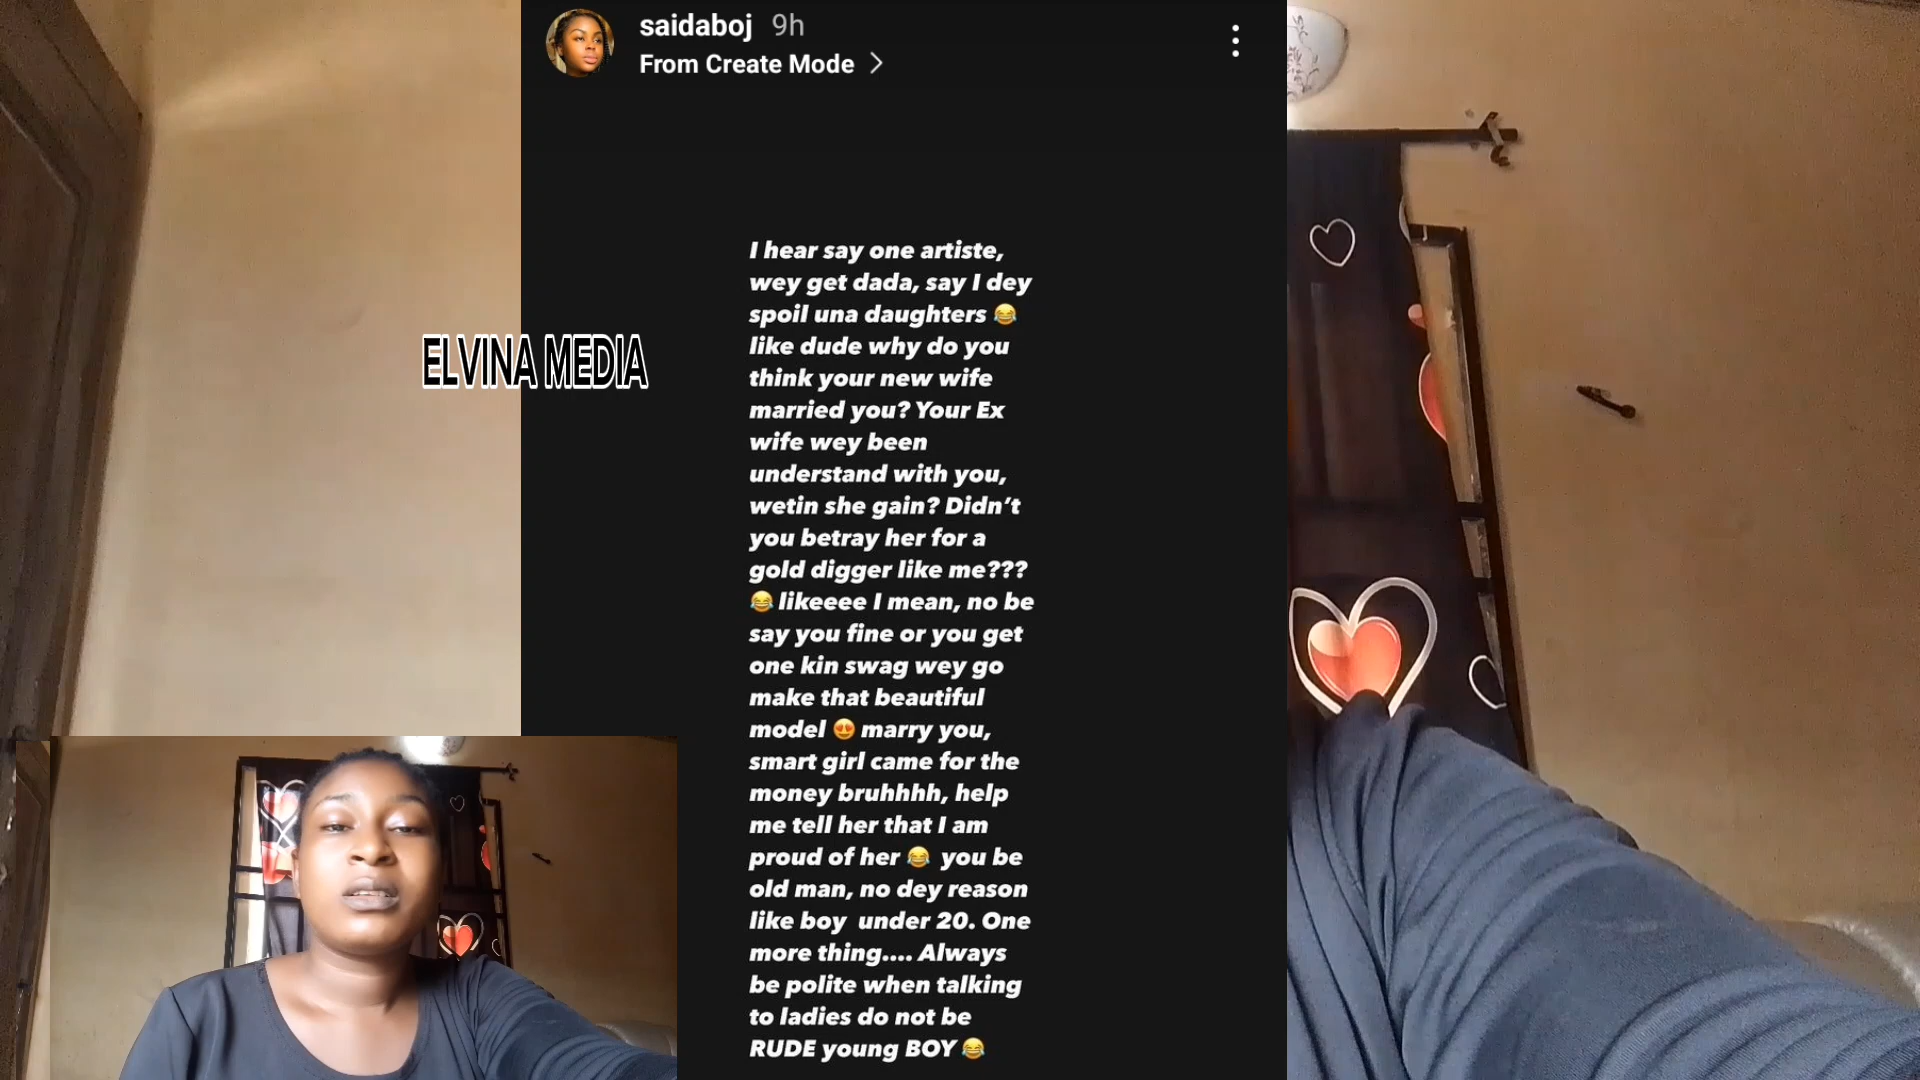 saidaboj 9h
From Create Mode
I hear say one artiste,
wey get dada, say I dey
spoil una daughters 😂
like dude why do you
think your new wife
married you? Your Ex
wife wey been
understand with you,
wetin she gain? Didn't
you betray her for a
gold digger like me???
😂 likeeee I mean, no be
say you fine or you get
one kin swag wey go
make that beautiful
model 😍 marry you,
smart girl came for the
money bruhhhh, help
me tell her that I am
proud of her 😂 you be
old man, no dey reason
like boy under 20. One
more thing.... Always
be polite when talking
to ladies do not be
RUDE young BOY 😂
ELVINA MEDIA